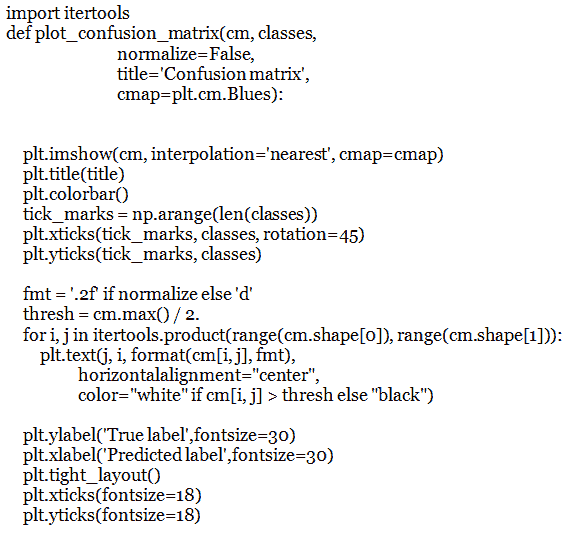 import itertools
def plot_confusion_matrix(cm, classes,
normalize=False,
title='Confusion matrix',
cmap=plt.cm.Blues):
plt.imshow(cm, interpolation='nearest', cmap=cmap)
plt.title(title)
plt.colorbar()
tick_marks = np.arange(len(classes))
plt.xticks(tick_marks, classes, rotation=45)
plt.yticks(tick_marks, classes)
fmt = '.2f' if normalize else 'd'
thresh = cm.max() / 2.
for i, j in itertools.product(range(cm.shape[0]), range(cm.shape[1])):
plt.text(j, i, format(cm[i, j], fmt),
horizontalalignment="center",
color="white" if cm[i, j] > thresh else "black")
plt.ylabel('True label',fontsize=30)
plt.xlabel('Predicted label',fontsize=30)
plt.tight_layout()
plt.xticks(fontsize=18)
plt.yticks(fontsize=18)